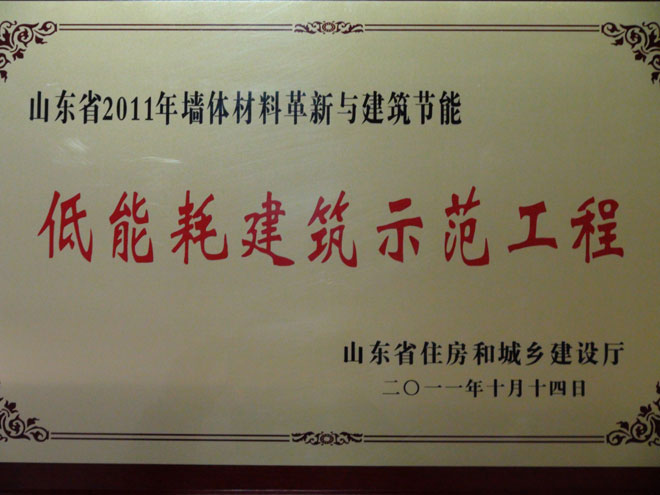 山东省2011年墙体材料革新与建筑节能
低能耗建筑示范工程
山东省住房和城乡建设厅
二〇一一年十月十四日